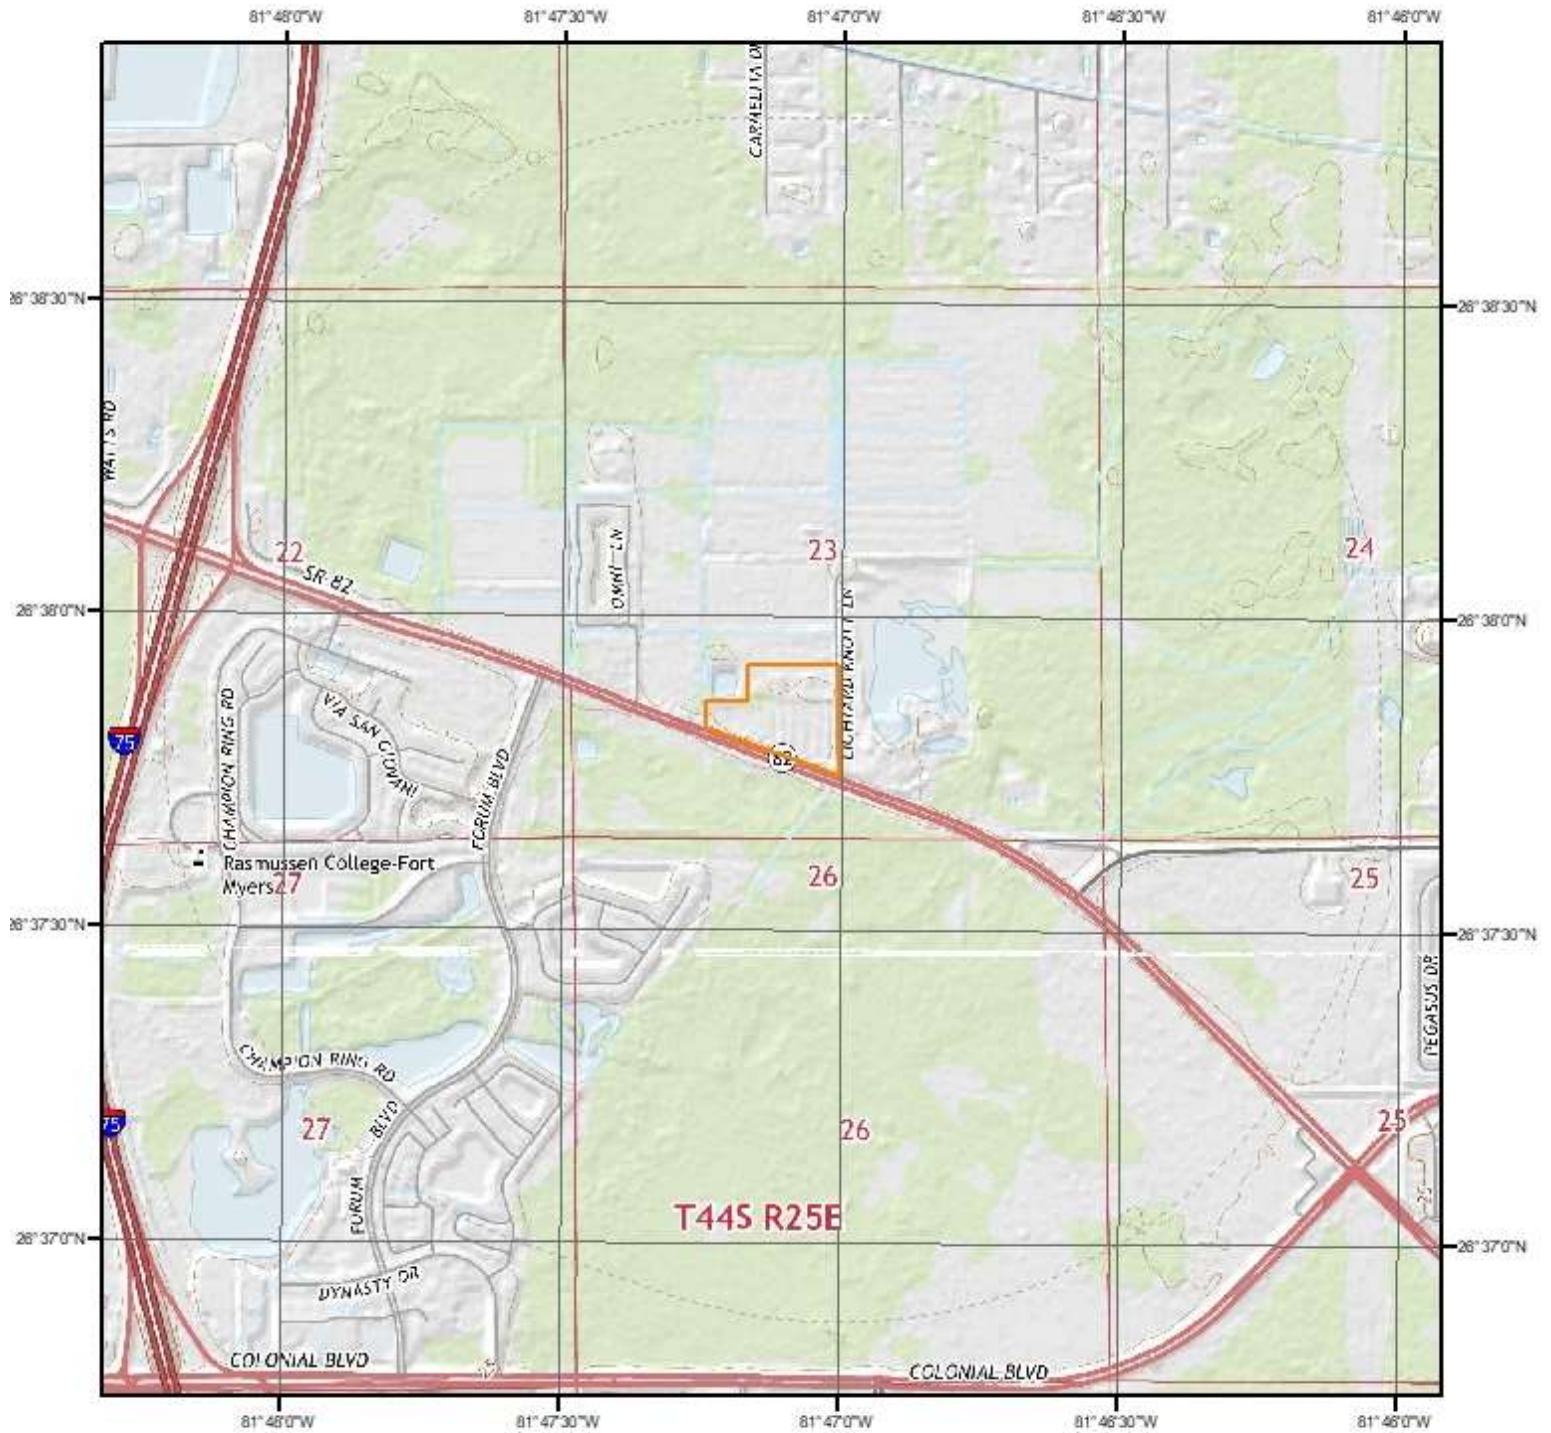 81°48'0"W
81°47'30"W
81°47'0"W
81°46'30"W
81°46'0"W
CARMELITA DR
26°38'30"N
26°38'30"N
WATTS RD
22
23
24
SR 82
OMNI LN
26°38'0"N
26°38'0"N
LICHTARD KNOTT LN
CHAMPION RING RD
VIA SAN GIOVANI
75
FORUM BLVD
82
Rasmussen College-Fort
Myers
27
26
25
26°37'30"N
26°37'30"N
PEGASUS DR
CHAMPION RING RD
75
27
FORUM BLVD
26
25
T44S R25E
25
26°37'0"N
26°37'0"N
DYNASTY DR
COLONIAL BLVD
COLONIAL BLVD
81°48'0"W
81°47'30"W
81°47'0"W
81°46'30"W
81°46'0"W